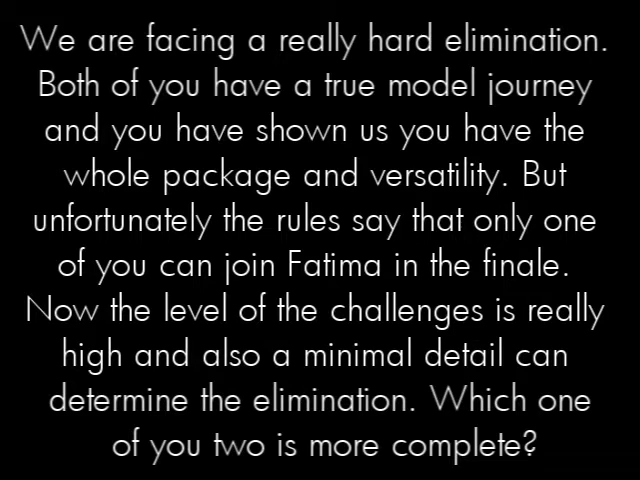 We are facing a really hard elimination.
Both of you have a true model journey
and you have shown us you have the
whole package and versatility. But
unfortunately the rules say that only one
of you can join Fatima in the finale.
Now the level of the challenges is really
high and also a minimal detail can
determine the elimination. Which one
of you two is more complete?